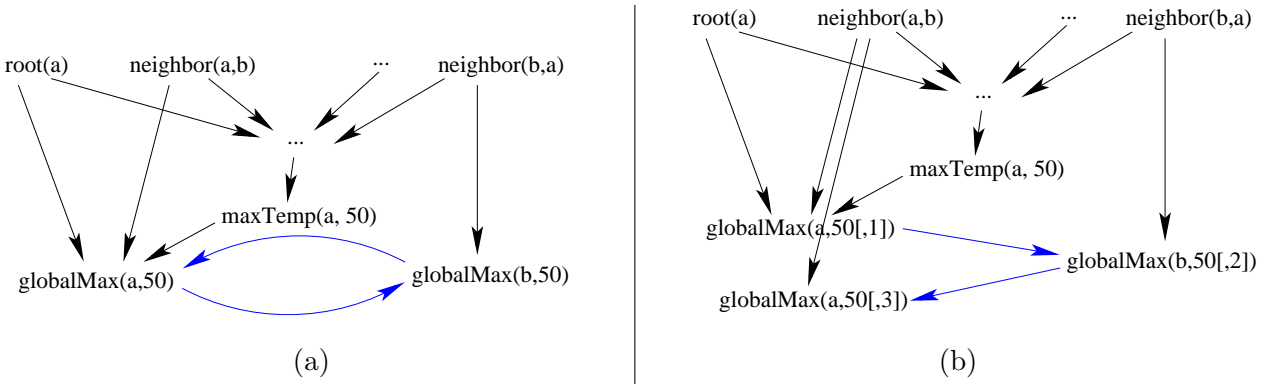 root(a) neighbor(a,b) ... neighbor(b,a)
...
maxTemp(a, 50)
globalMax(a,50) globalMax(b,50)
(a)
root(a) neighbor(a,b) ... neighbor(b,a)
...
maxTemp(a, 50)
globalMax(a,50[,1])
globalMax(b,50[,2])
globalMax(a,50[,3])
(b)